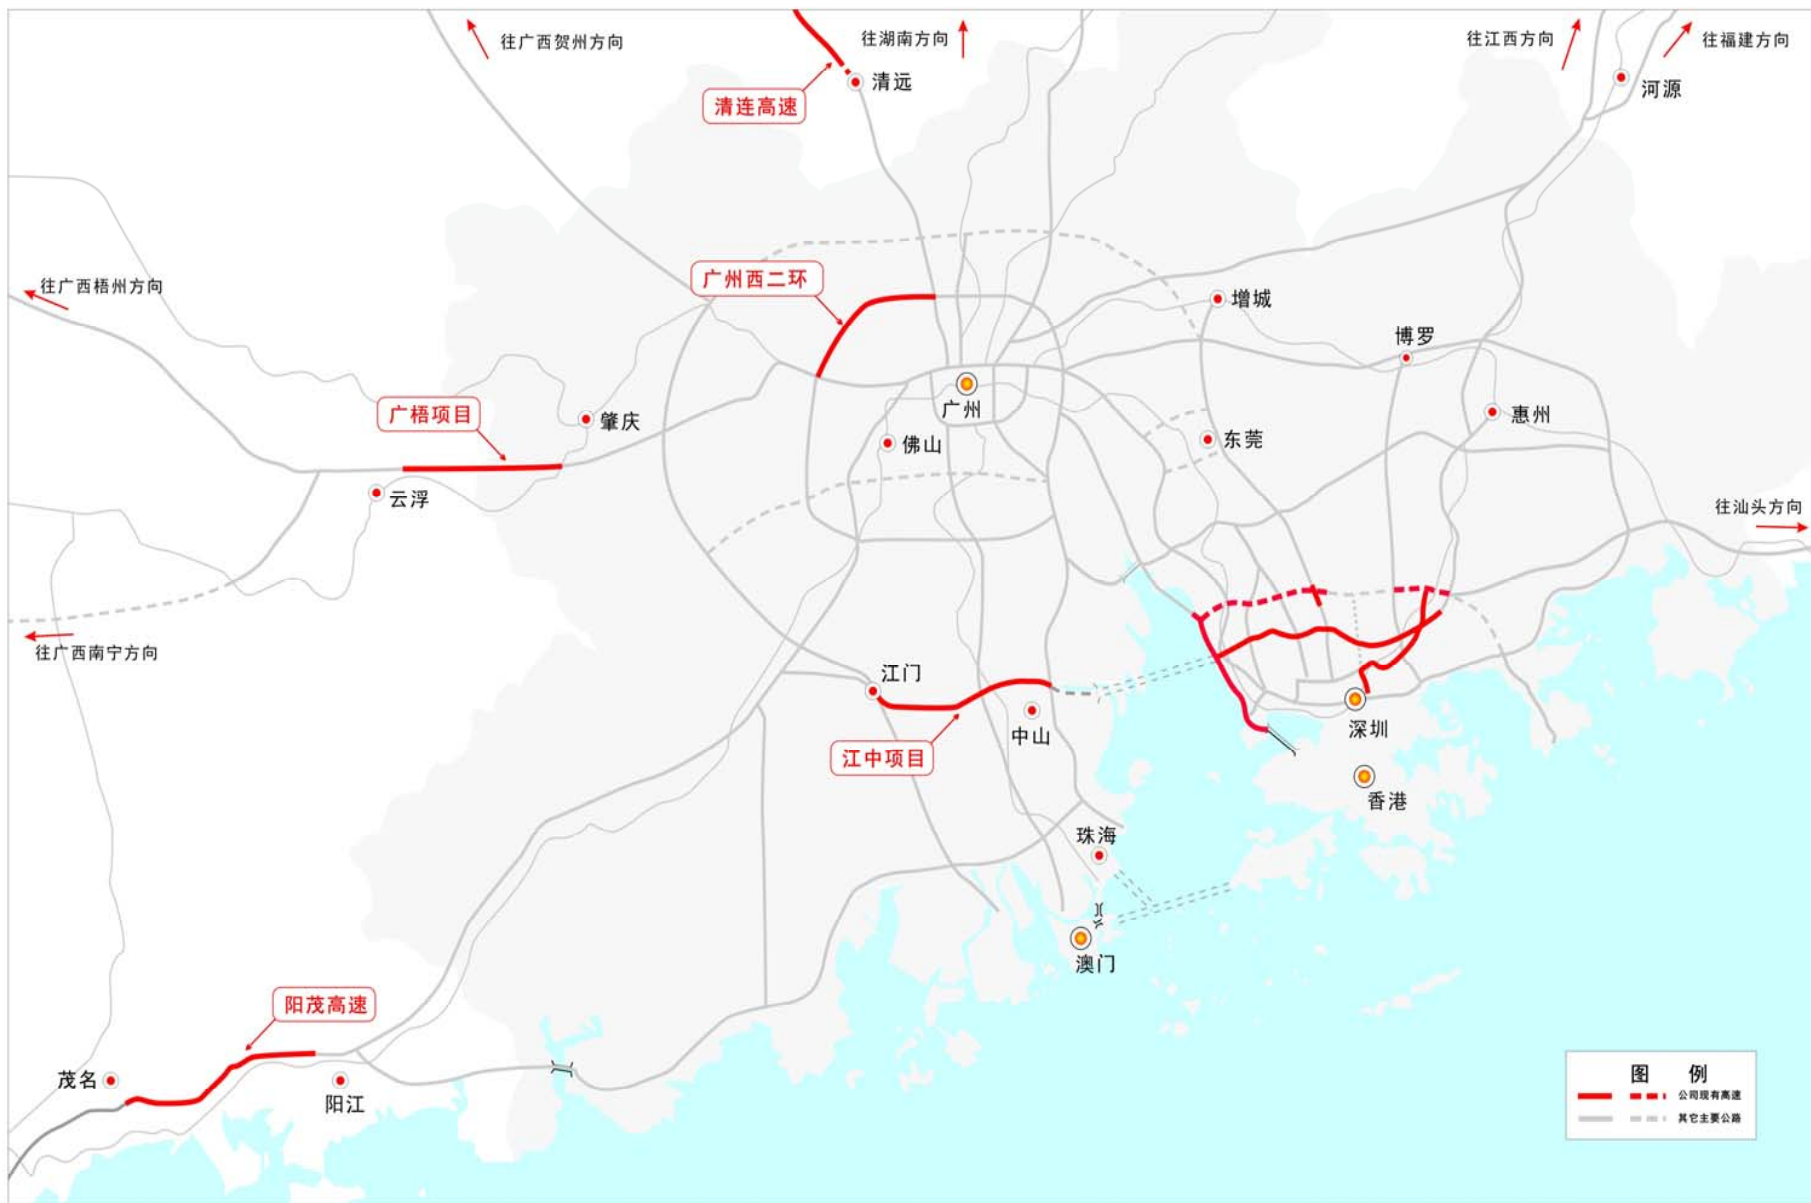 往广西贺州方向
往湖南方向
往江西方向
往福建方向
清远
河源
清连高速
广州西二环
往广西梧州方向
增城
博罗
广梧项目
肇庆
广州
惠州
佛山
东莞
云浮
往汕头方向
往广西南宁方向
江门
中山
深圳
江中项目
香港
珠海
澳门
阳茂高速
茂名
阳江
图 例
公司现有高速
其它主要公路